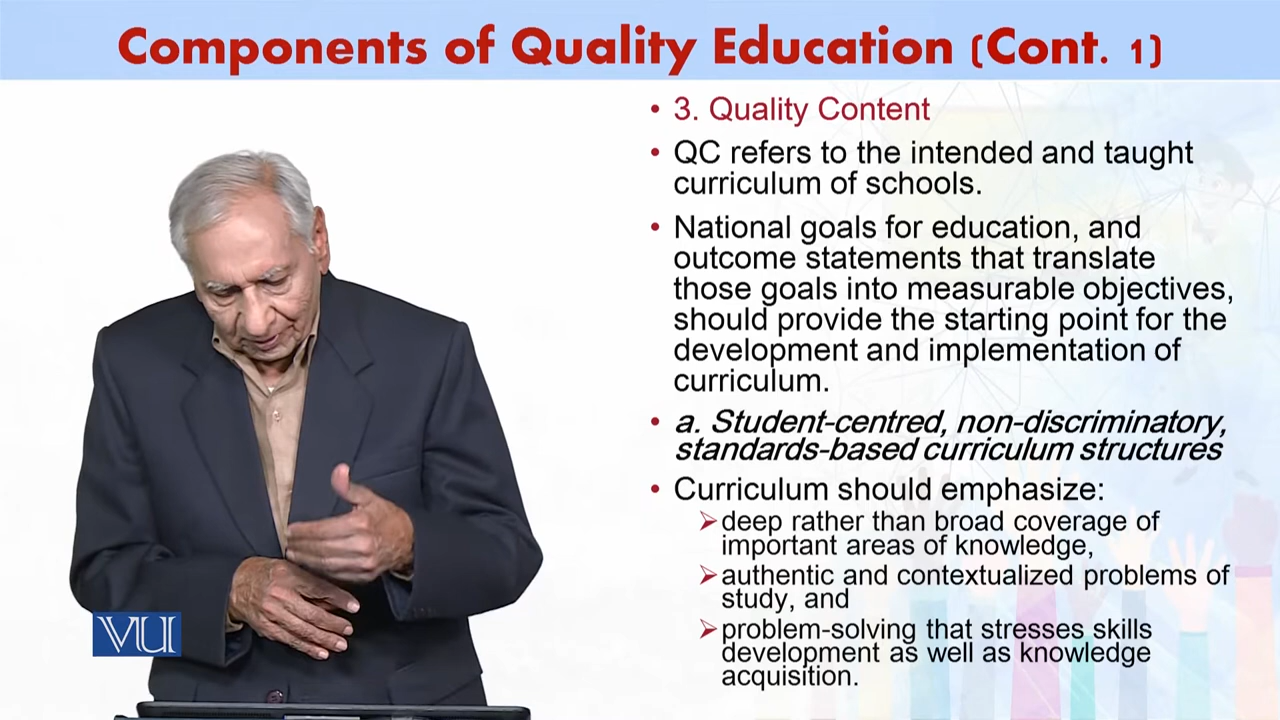 Components of Quality Education (Cont. 1)
• 3. Quality Content
• QC refers to the intended and taught
curriculum of schools.
• National goals for education, and
outcome statements that translate
those goals into measurable objectives,
should provide the starting point for the
development and implementation of
curriculum.
• a. Student-centred, non-discriminatory,
standards-based curriculum structures
• Curriculum should emphasize:
➢deep rather than broad coverage of
important areas of knowledge,
➢authentic and contextualized problems of
study, and
➢problem-solving that stresses skills
development as well as knowledge
acquisition.
VU